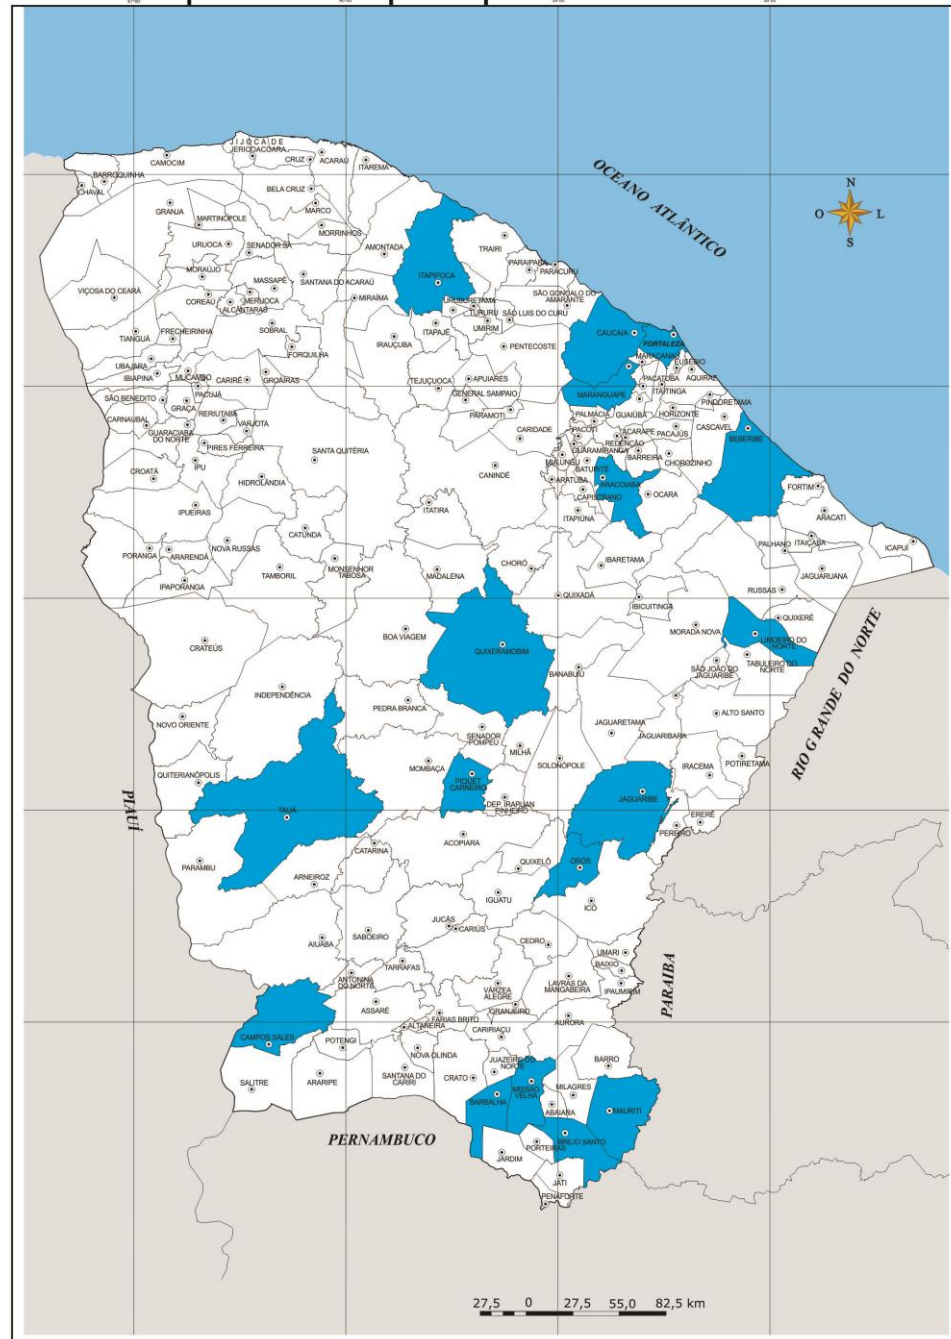 JIJOCA DE
JERICOACOARA
CAMOCIM
CRUZ
ACARAÚ
ITAREMA
BARROQUINHA
CHAVAL
BELA CRUZ
MARCO
GRANJA
MARTINÓPOLE
MORRINHOS
OCEANO ATLÂNTICO
N
O
L
S
URUOCA
SENADOR SÁ
AMONTADA
TRAIRI
PARAIPABA
PARACURU
MORAÚJO
MASSAPÊ
SANTANA DO ACARAÚ
ITAPIPOCA
VIÇOSA DO CEARÁ
COREAÚ
MERUOCA
ALCÂNTARAS
MIRAÍMA
URUBURETAMA
TURURU
SÃO GONÇALO DO
AMARANTE
SÃO LUIS DO CURU
UMIRIM
TIANGUÁ
FRECHEIRINHA
SOBRAL
IRAUÇUBA
ITAPAJÉ
CAUCAIA
FORTALEZA
FORQUILHA
PENTECOSTE
UBAJARA
IBIAPINA
MUCAMBO
CARIRÉ
GROAÍRAS
MARACANAÚ
EUSÉBIO
AQUIRAZ
PACATUBA
ITAITINGA
TEJUÇUOCA
APUIARÉS
GENERAL SAMPAIO
MARANGUAPE
SÃO BENEDITO
PACUJÁ
GRAÇA
RERIUTABA
PINDORETAMA
CARNAUBAL
GUARACIABA
DO NORTE
VARJOTA
PARAMOTI
PALMÁCIA
GUAIÚBA
HORIZONTE
CASCAVEL
PIRES FERREIRA
CARIDADE
PACOTI
ACARAPE
REDENÇÃO
PACAJÚS
BEBERIBE
GUARAMIRANGA
BARREIRA
CHOROZINHO
CROATÁ
IPU
SANTA QUITÉRIA
MULUNGU
BATURITÉ
HIDROLÂNDIA
CANINDÉ
ARATUBA
ARACOIABA
CAPISTRANO
OCARA
FORTIM
ITATIRA
ITAPIÚNA
ARACATI
IPUEIRAS
CATUNDA
ITAIÇABA
ICAPUÍ
PORANGA
ARARENDÁ
NOVA RUSSAS
MONSENHOR
TABOSA
TAMBORIL
MADALENA
CHORÓ
IBARETAMA
PALHANO
JAGUARUANA
IPAPORANGA
QUIXADÁ
IBICUITINGA
RUSSAS
QUIXERÉ
CRATEÚS
BOA VIAGEM
QUIXERAMOBIM
MORADA NOVA
LIMOEIRO DO
NORTE
TABULEIRO DO
NORTE
SÃO JOÃO DO
JAGUARIBE
BANABUIÚ
RIO GRANDE DO NORTE
INDEPENDÊNCIA
PEDRA BRANCA
NOVO ORIENTE
SENADOR
POMPEU
JAGUARETAMA
JAGUARIBARA
ALTO SANTO
MILHÃ
QUITERIANÓPOLIS
MOMBAÇA
PIQUET
CARNEIRO
SOLONÓPOLE
IRACEMA
POTIRETAMA
PIAUÍ
TAUÁ
DEP. IRAPUAN
PINHEIRO
JAGUARIBE
ERERÊ
PEREIRO
ACOPIARA
CATARINA
PARAMBU
ARNEIROZ
QUIXELÔ
ORÓS
IGUATU
ICÓ
JUCÁS
CARIÚS
AIUABA
SABOEIRO
CEDRO
UMARI
BAIXIO
TARRAFAS
ANTONINA
DO NORTE
VÁRZEA
ALEGRE
LAVRAS DA
MANGABEIRA
IPAUMIRIM
PARAIBA
ASSARÉ
GRANJEIRO
FARIAS BRITO
ALTANEIRA
AURORA
CARIRIAÇU
CAMPOS SALES
POTENGI
NOVA OLINDA
JUAZEIRO DO
NORTE
BARRO
SALITRE
ARARIPE
SANTANA DO
CARIRI
CRATO
MISSÃO
VELHA
BARBALHA
MILAGRES
ABAIARA
MAURITI
PERNAMBUCO
BREJO SANTO
PORTEIRAS
JARDIM
JATI
PENAFORTE
27,5 0 27,5 55,0 82,5 km